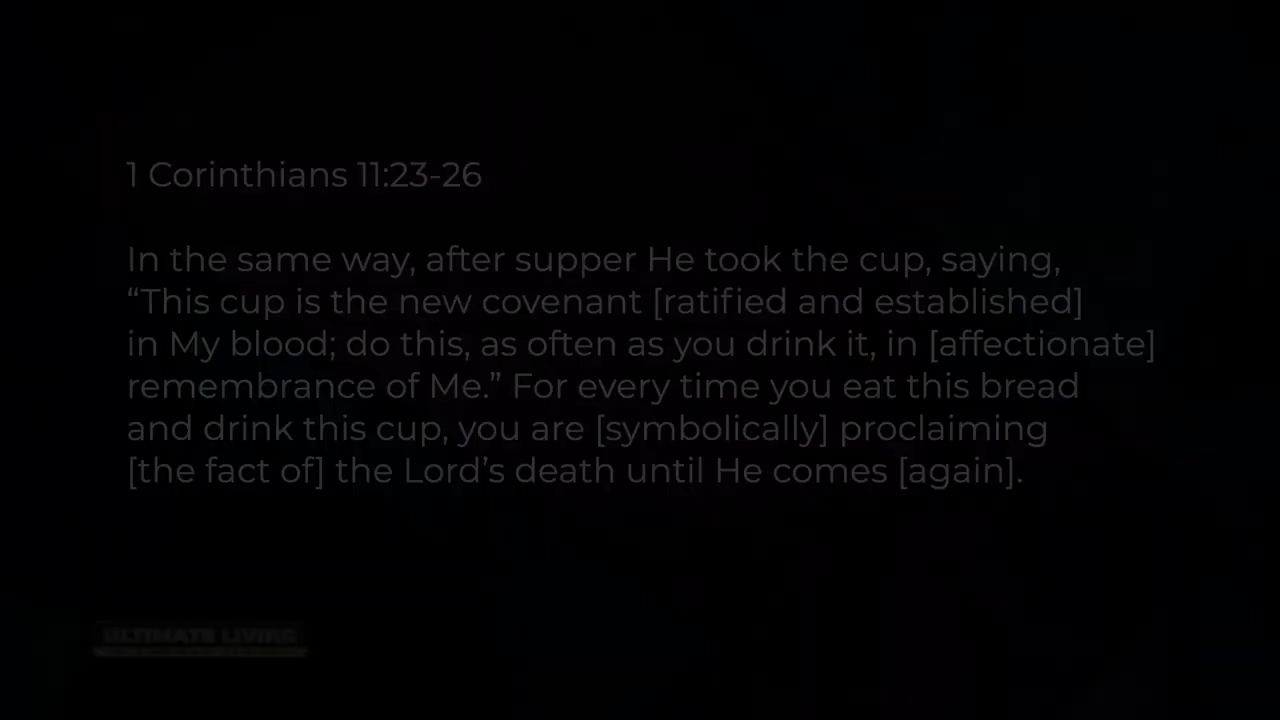 1 Corinthians 11:23-26
In the same way, after supper He took the cup, saying,
“This cup is the new covenant [ratified and established]
in My blood; do this, as often as you drink it, in [affectionate]
remembrance of Me.” For every time you eat this bread
and drink this cup, you are [symbolically] proclaiming
[the fact of] the Lord’s death until He comes [again].
ULTIMATE LIVING